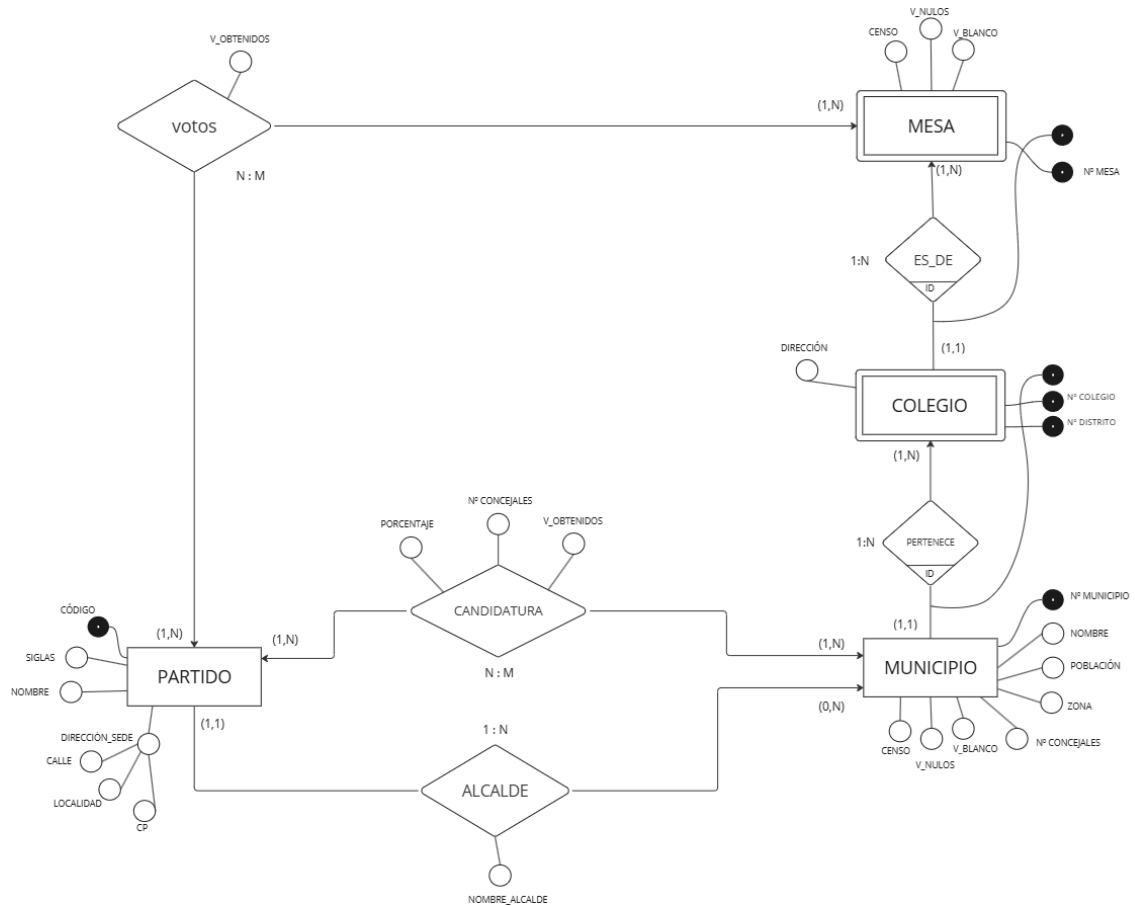 V_NULOS
CENSO
V_BLANCO
V_OBTENIDOS
(1,N)
votos
MESA
N : M
(1,N)
Nº MESA
1:N
ES_DE
ID
DIRECCIÓN
(1,1)
COLEGIO
Nº COLEGIO
Nº DISTRITO
(1,N)
Nº CONCEJALES
PORCENTAJE
V_OBTENIDOS
1:N
PERTENECE
ID
CÓDIGO
CANDIDATURA
Nº MUNICIPIO
(1,N)
(1,N)
(1,N)
(1,1)
NOMBRE
SIGLAS
PARTIDO
N : M
MUNICIPIO
POBLACIÓN
NOMBRE
(1,1)
(0,N)
ZONA
DIRECCIÓN_SEDE
1 : N
CENSO
V_NULOS
V_BLANCO
Nº CONCEJALES
CALLE
LOCALIDAD
CP
ALCALDE
NOMBRE_ALCALDE